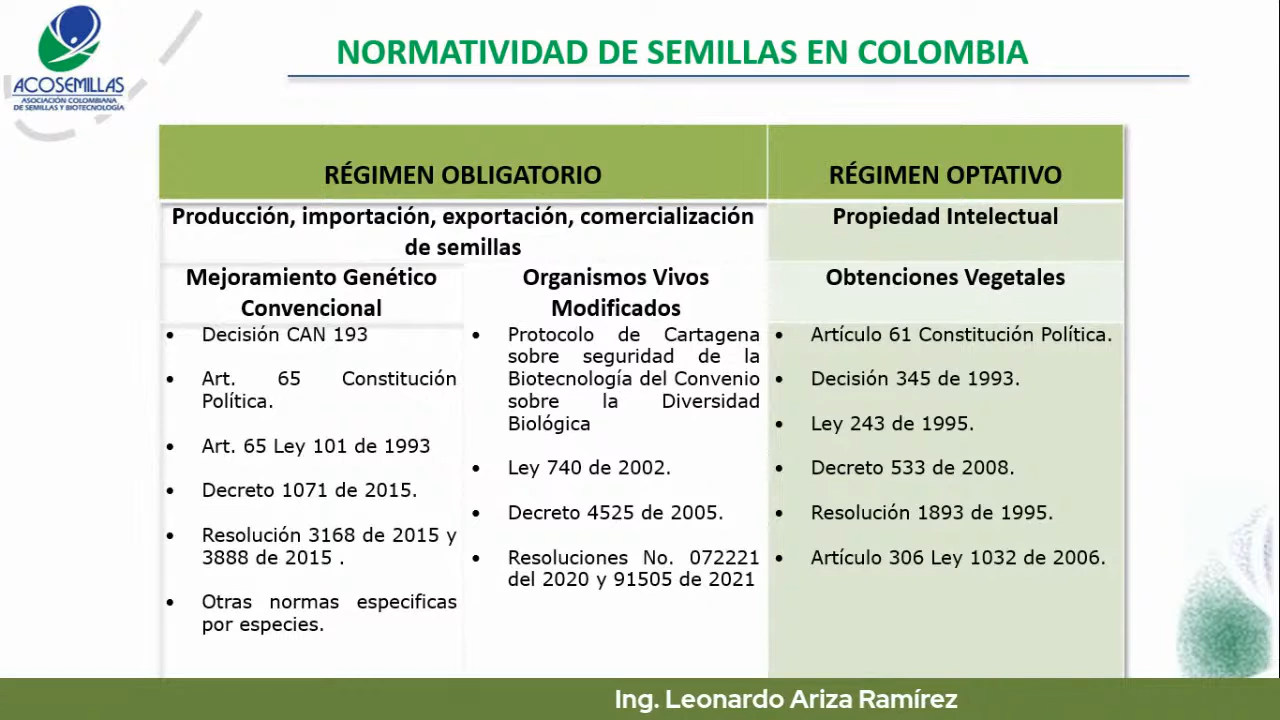 ACOSEMILLAS
ASOCIACIÓN COLOMBIANA
DE SEMILLAS Y BIOTECNOLOGÍA
NORMATIVIDAD DE SEMILLAS EN COLOMBIA
RÉGIMEN OBLIGATORIO
RÉGIMEN OPTATIVO
Producción, importación, exportación, comercialización
de semillas
Propiedad Intelectual
Mejoramiento Genético
Convencional
Organismos Vivos
Modificados
Obtenciones Vegetales
• Decisión CAN 193
• Art. 65 Constitución
Política.
• Art. 65 Ley 101 de 1993
• Decreto 1071 de 2015.
• Resolución 3168 de 2015 y
3888 de 2015 .
• Otras normas especificas
por especies.
• Protocolo de Cartagena
sobre seguridad de la
Biotecnología del Convenio
sobre la Diversidad
Biológica
• Ley 740 de 2002.
• Decreto 4525 de 2005.
• Resoluciones No. 072221
del 2020 y 91505 de 2021
• Artículo 61 Constitución Política.
• Decisión 345 de 1993.
• Ley 243 de 1995.
• Decreto 533 de 2008.
• Resolución 1893 de 1995.
• Artículo 306 Ley 1032 de 2006.
Ing. Leonardo Ariza Ramírez